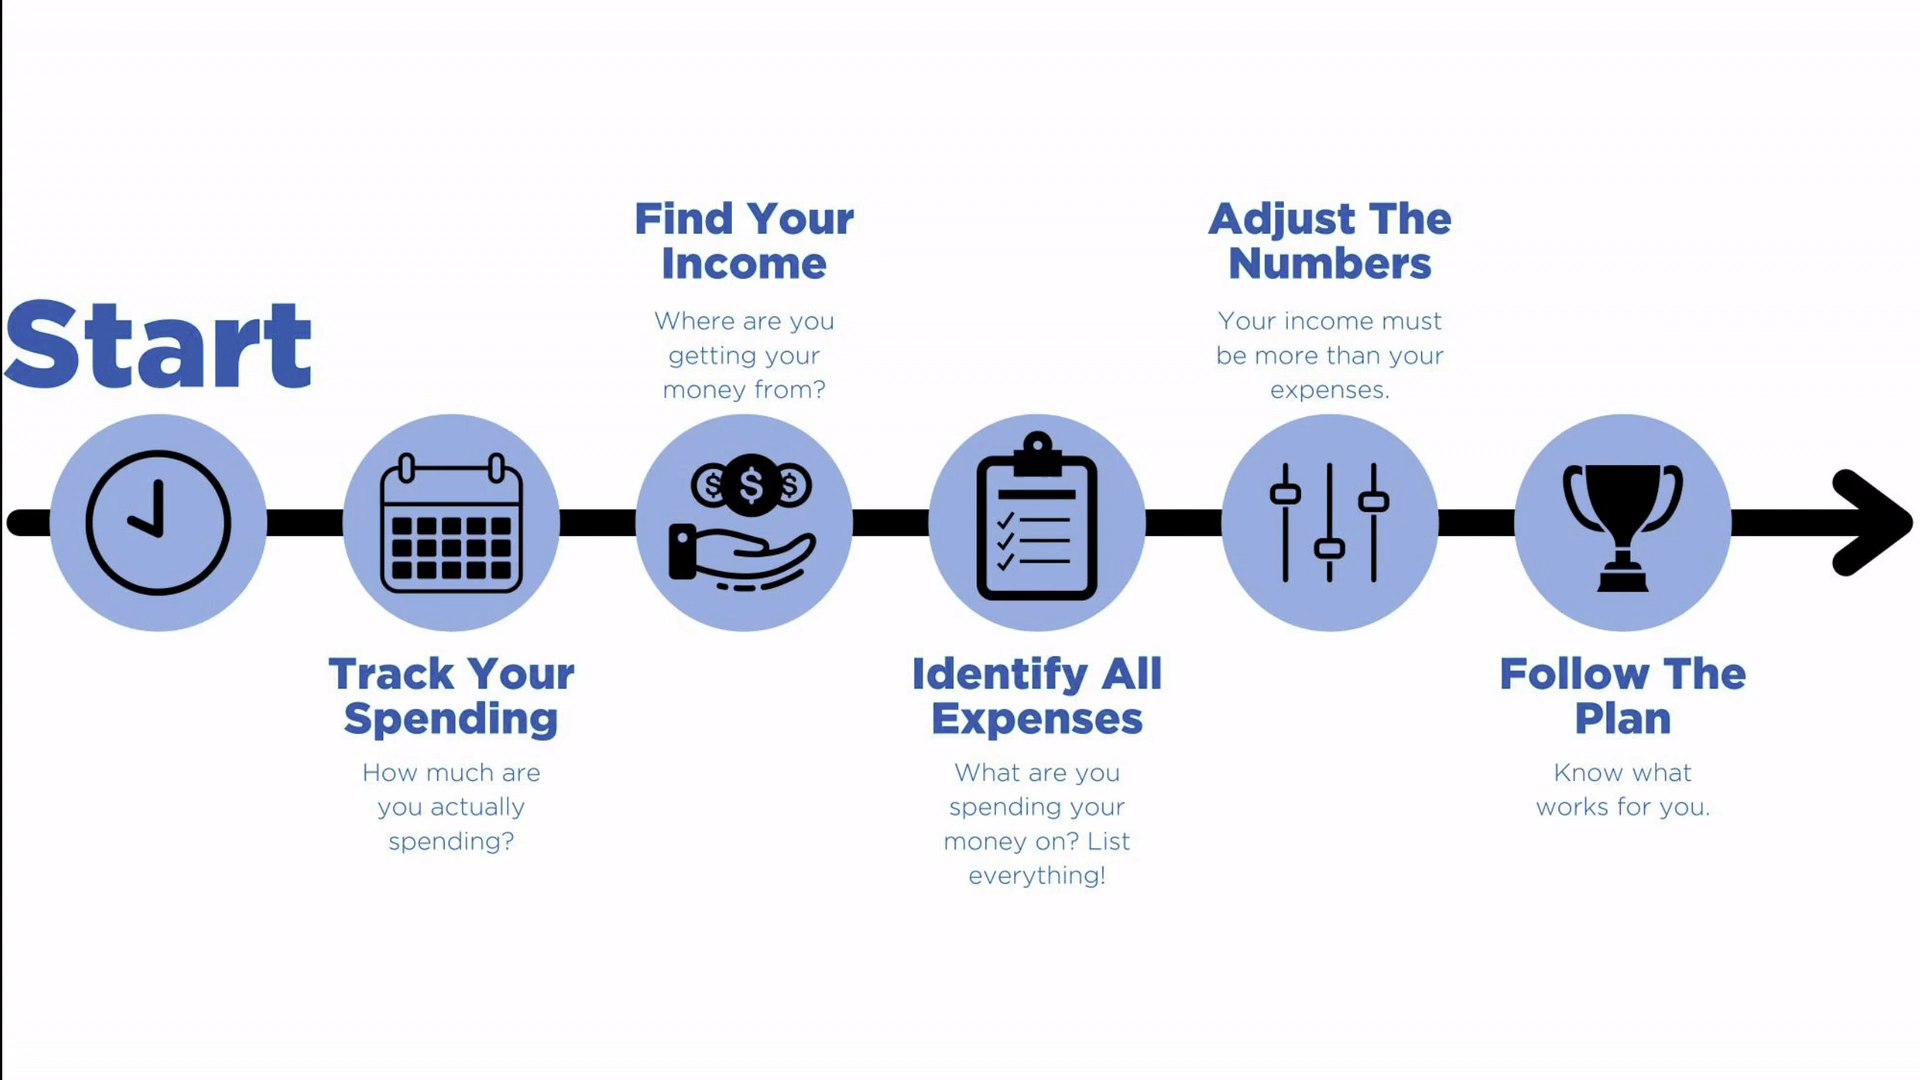 Start
Track Your
Spending
How much are
you actually
spending?
Find Your
Income
Where are you
getting your
money from?
Identify All
Expenses
What are you
spending your
money on? List
everything!
Adjust The
Numbers
Your income must
be more than your
expenses.
Follow The
Plan
Know what
works for you.
$ $ $